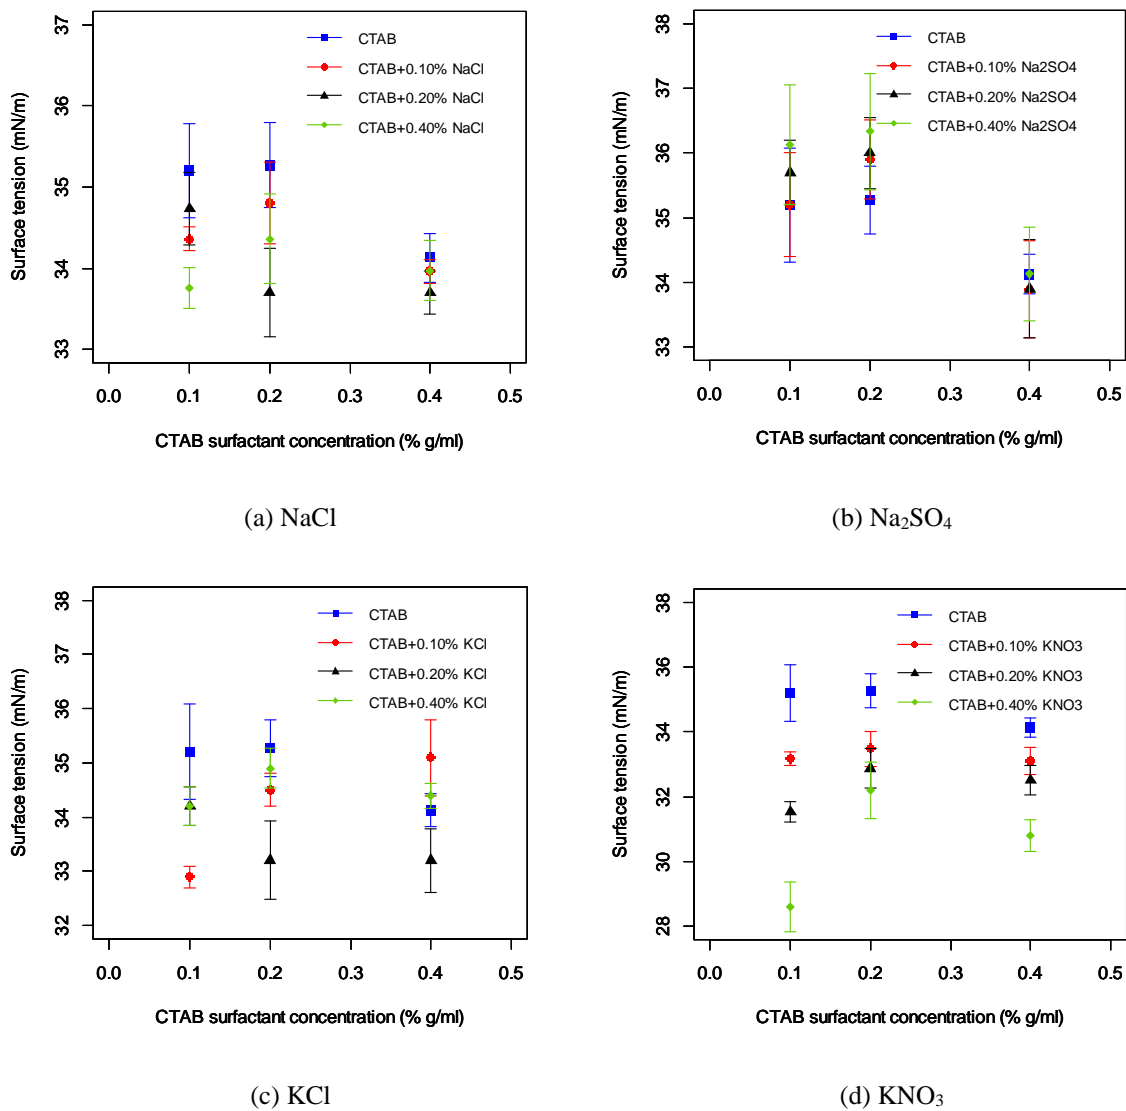 Surface tension (mN/m)
37
36
35
34
33
CTAB
CTAB+0.10% NaCl
CTAB+0.20% NaCl
CTAB+0.40% NaCl
0.0 0.1 0.2 0.3 0.4 0.5
CTAB surfactant concentration (% g/ml)
(a) NaCl
Surface tension (mN/m)
38
37
36
35
34
33
CTAB
CTAB+0.10% Na2SO4
CTAB+0.20% Na2SO4
CTAB+0.40% Na2SO4
0.0 0.1 0.2 0.3 0.4 0.5
CTAB surfactant concentration (% g/ml)
(b) Na₂SO₄
Surface tension (mN/m)
38
37
36
35
34
33
32
CTAB
CTAB+0.10% KCl
CTAB+0.20% KCl
CTAB+0.40% KCl
0.0 0.1 0.2 0.3 0.4 0.5
CTAB surfactant concentration (% g/ml)
(c) KCl
Surface tension (mN/m)
38
36
34
32
30
28
CTAB
CTAB+0.10% KNO3
CTAB+0.20% KNO3
CTAB+0.40% KNO3
0.0 0.1 0.2 0.3 0.4 0.5
CTAB surfactant concentration (% g/ml)
(d) KNO₃